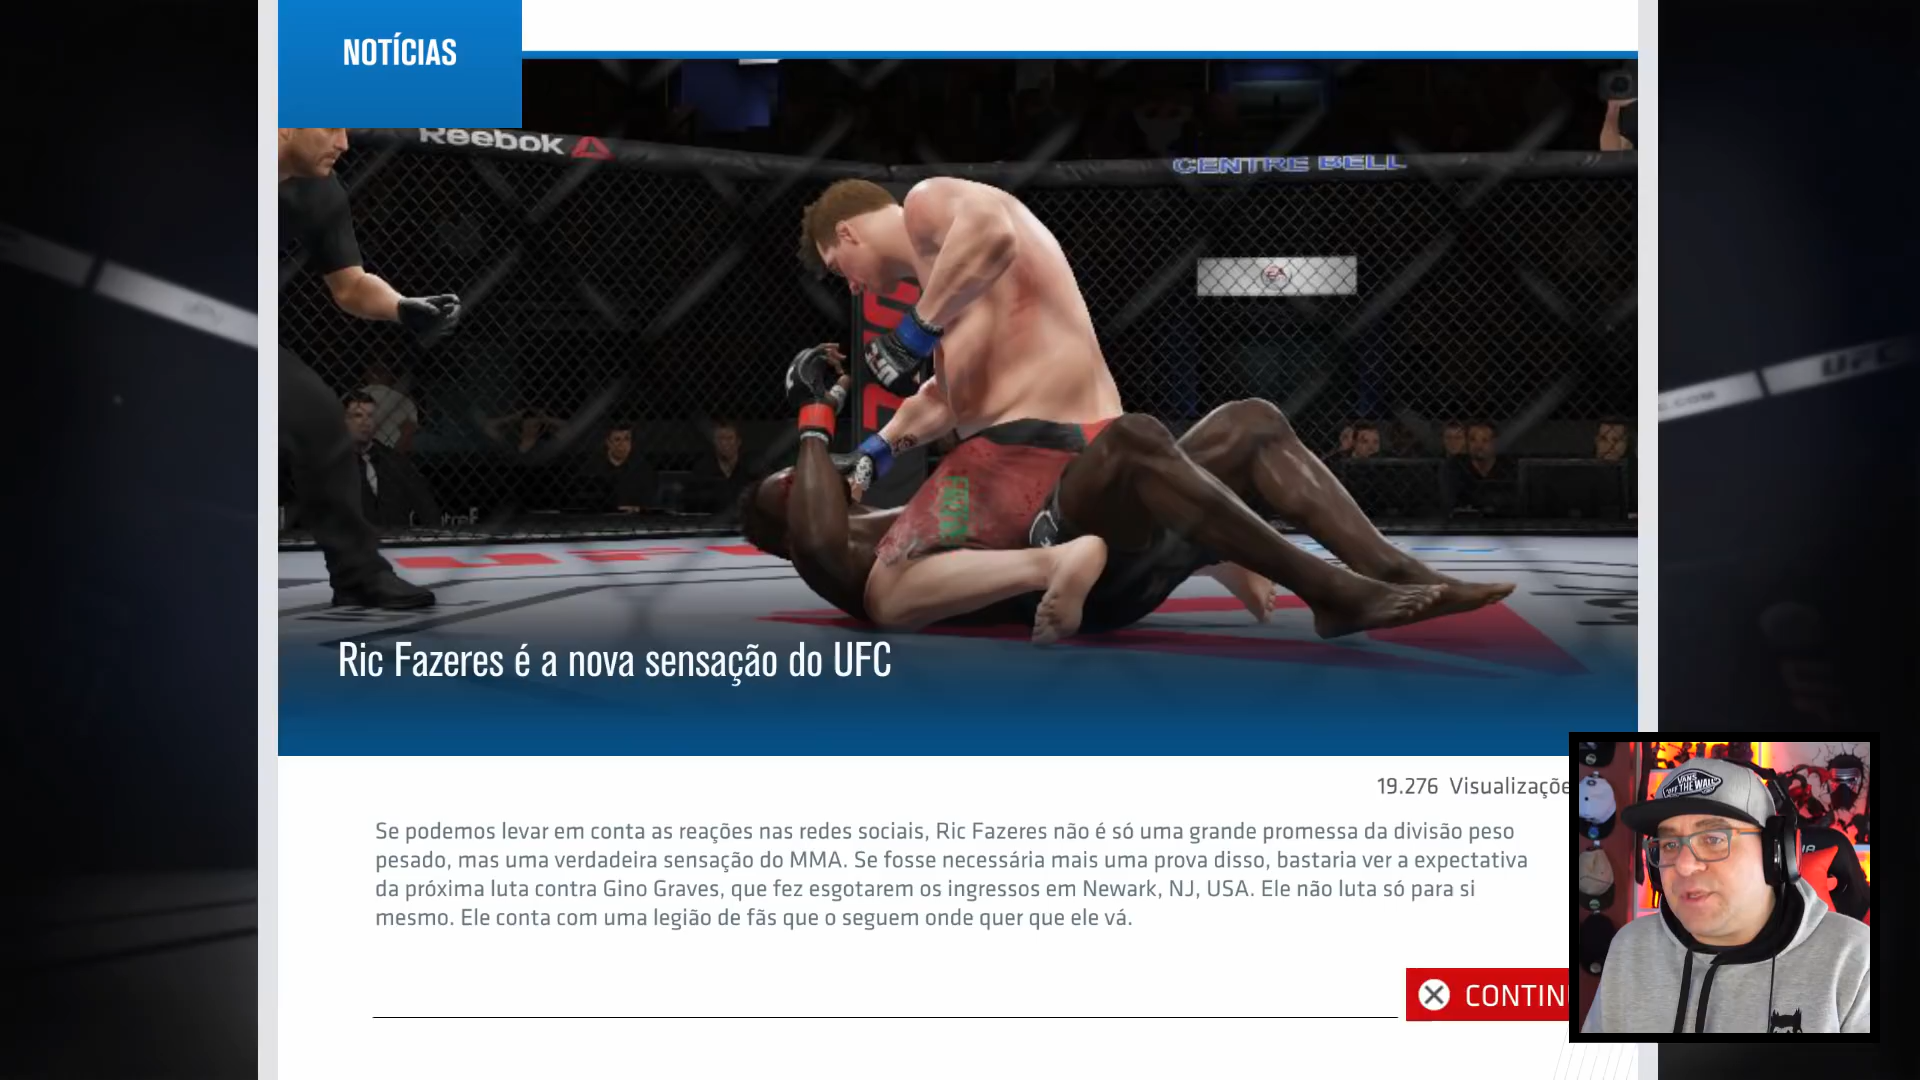 NOTÍCIAS
Reebok
CENTRE BELL
UFC
Ric Fazeres é a nova sensação do UFC
19.276 Visualizaçõe
Se podemos levar em conta as reações nas redes sociais, Ric Fazeres não é só uma grande promessa da divisão peso
pesado, mas uma verdadeira sensação do MMA. Se fosse necessária mais uma prova disso, bastaria ver a expectativa
da próxima luta contra Gino Graves, que fez esgotarem os ingressos em Newark, NJ, USA. Ele não luta só para si
mesmo. Ele conta com uma legião de fãs que o seguem onde quer que ele vá.
CONTIN
VANS
"OFF THE WALL"